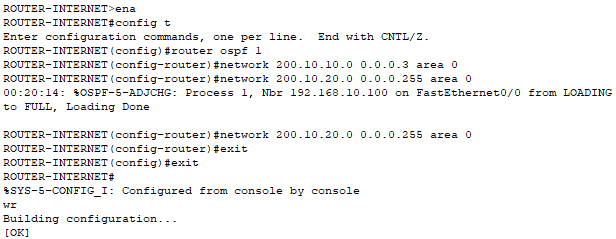 ROUTER-INTERNET>ena
ROUTER-INTERNET#config t
Enter configuration commands, one per line.  End with CNTL/Z.
ROUTER-INTERNET(config)#router ospf 1
ROUTER-INTERNET(config-router)#network 200.10.10.0 0.0.0.3 area 0
ROUTER-INTERNET(config-router)#network 200.10.20.0 0.0.0.255 area 0
00:20:14: %OSPF-5-ADJCHG: Process 1, Nbr 192.168.10.100 on FastEthernet0/0 from LOADING
to FULL, Loading Done
ROUTER-INTERNET(config-router)#network 200.10.20.0 0.0.0.255 area 0
ROUTER-INTERNET(config-router)#exit
ROUTER-INTERNET(config)#exit
ROUTER-INTERNET#
%SYS-5-CONFIG_I: Configured from console by console
wr
Building configuration...
[OK]